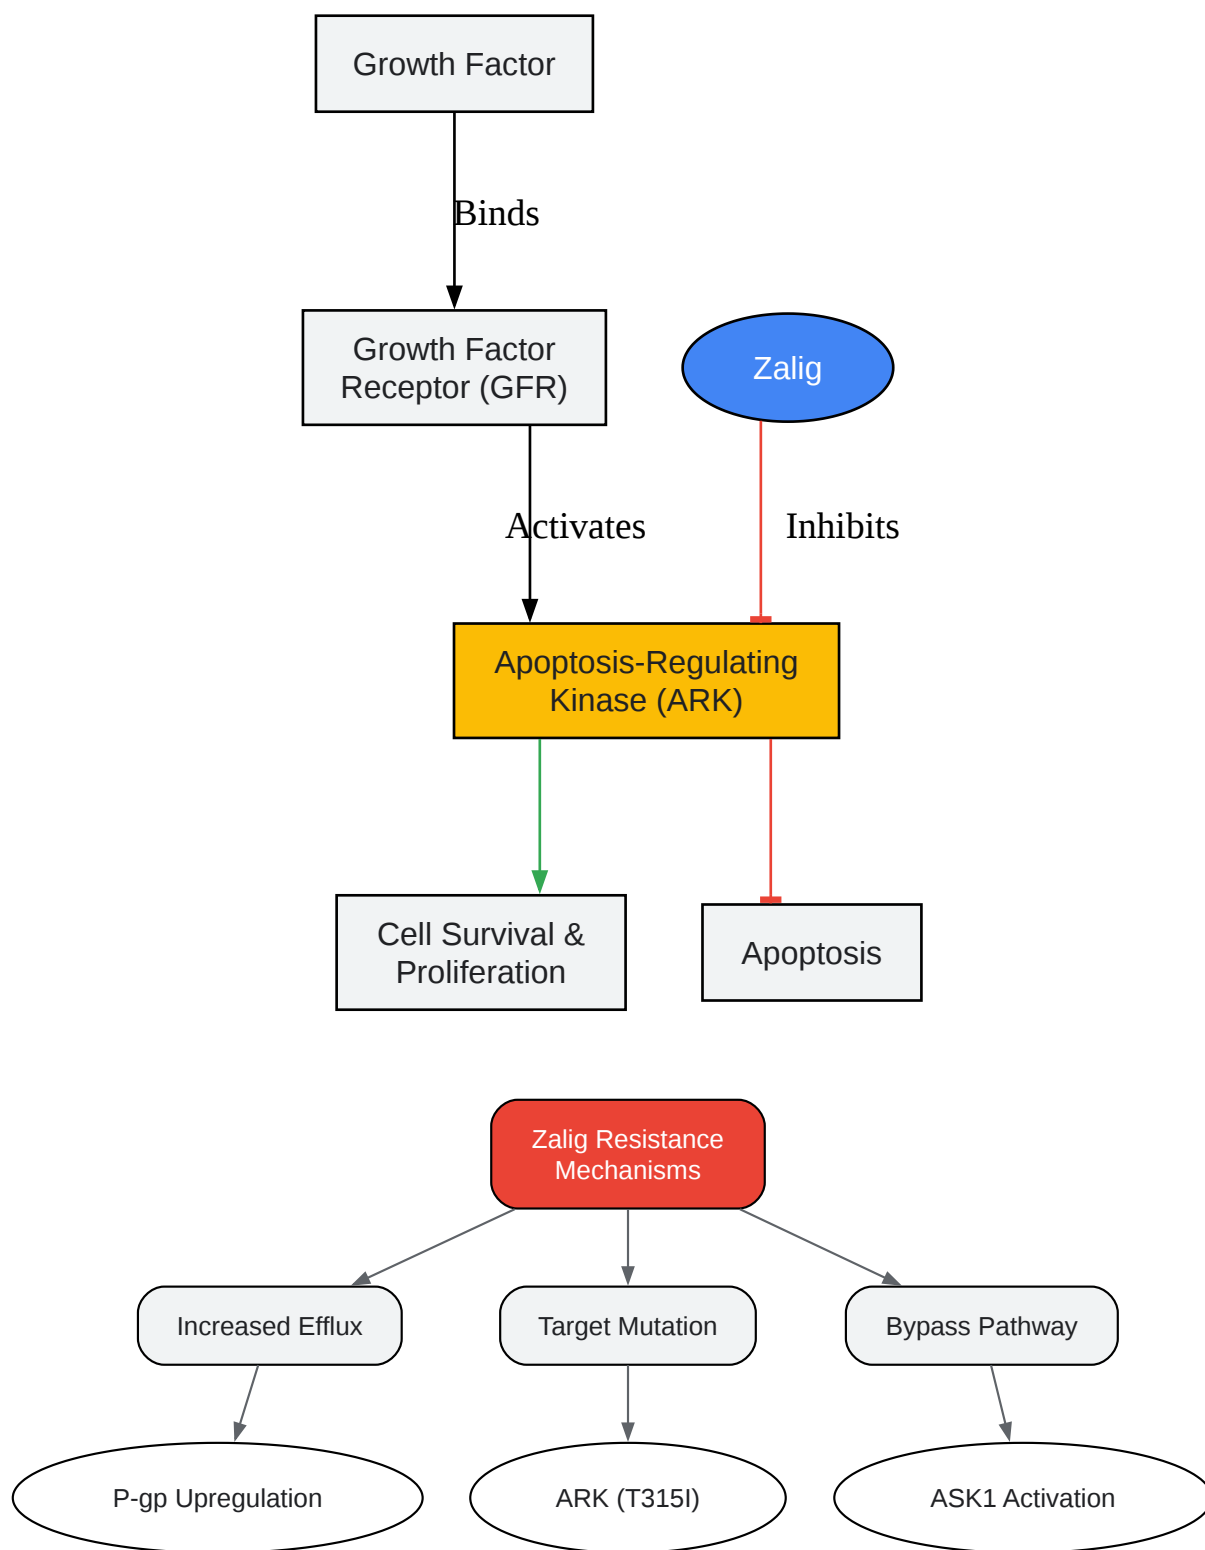 Growth Factor
Binds
Growth Factor
Receptor (GFR)
Zalig
Activates
Inhibits
Apoptosis-Regulating
Kinase (ARK)
Cell Survival &
Proliferation
Apoptosis
Zalig Resistance
Mechanisms
Increased Efflux
Target Mutation
Bypass Pathway
P-gp Upregulation
ARK (T315I)
ASK1 Activation